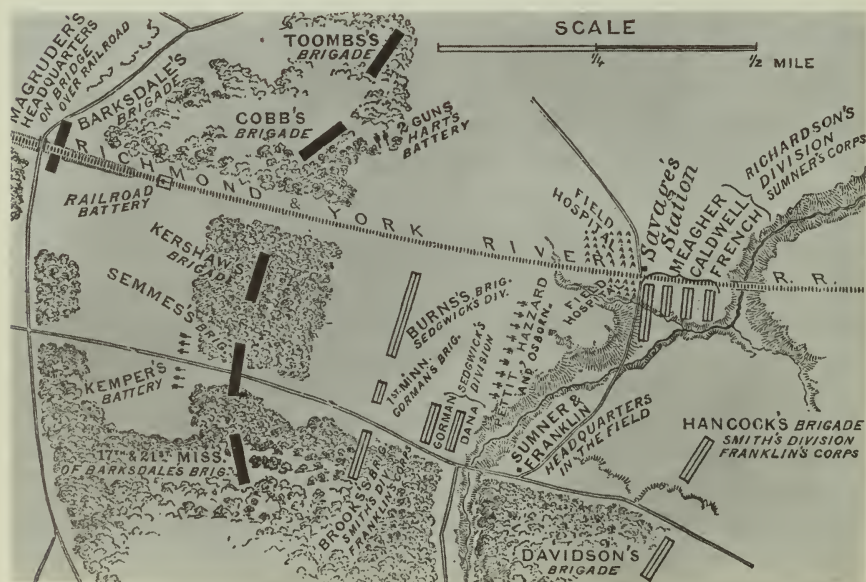 SCALE
1/4
1/2 MILE
MAGRUDER'S
HEADQUARTERS
ON BRIDGE
OVER RAILROAD
BARKSDALE'S
BRIGADE
TOOMBS'S
BRIGADE
COBB'S
BRIGADE
GUNS
HART'S
BATTERY
RICHMOND & YORK RIVER R.R.
RAILROAD
BATTERY
KERSHAW'S
BRIGADE
SEMMES'S
BRIG.
KEMPER'S
BATTERY
17TH & 21ST MISS.
OF BARKSDALE'S BRIG.
BURNS'S BRIG.
SEDGWICK'S DIV.
1ST MINN.
GORMAN'S BRIG.
GORMAN
DANA
SEDGWICK'S
DIVISION
PETTIT, HAZZARD
AND OSBORN
FIELD
HOSPITAL
FIELD
HOSPITAL
Savage's
Station
MEAGHER
CALDWELL
FRENCH
RICHARDSON'S
DIVISION
SUMNER'S CORPS
BROOKS'S BRIG.
SMITH'S DIV.
FRANKLIN'S CORPS
SUMNER &
FRANKLIN
HEADQUARTERS
IN THE FIELD
HANCOCK'S BRIGADE
SMITH'S DIVISION
FRANKLIN'S CORPS
DAVIDSON'S
BRIGADE